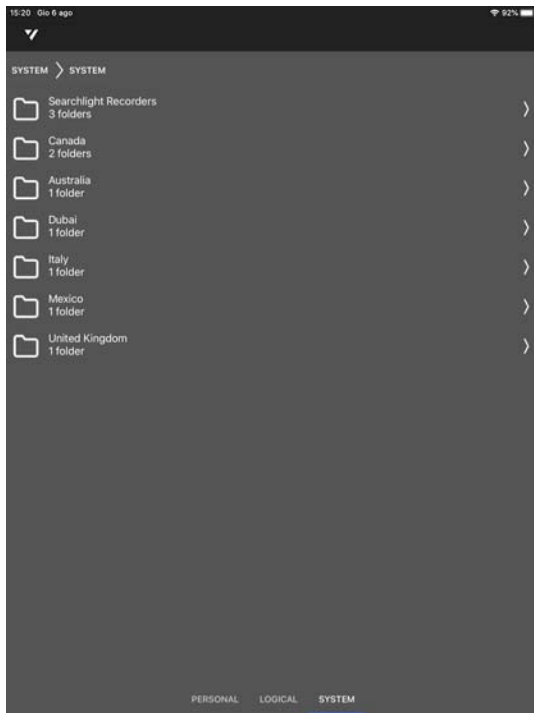 15:20 Gio 6 ago 92%
SYSTEM SYSTEM
Searchlight Recorders
3 folders
Canada
2 folders
Australia
1 folder
Dubai
1 folder
Italy
1 folder
Mexico
1 folder
United Kingdom
1 folder
PERSONAL LOGICAL SYSTEM